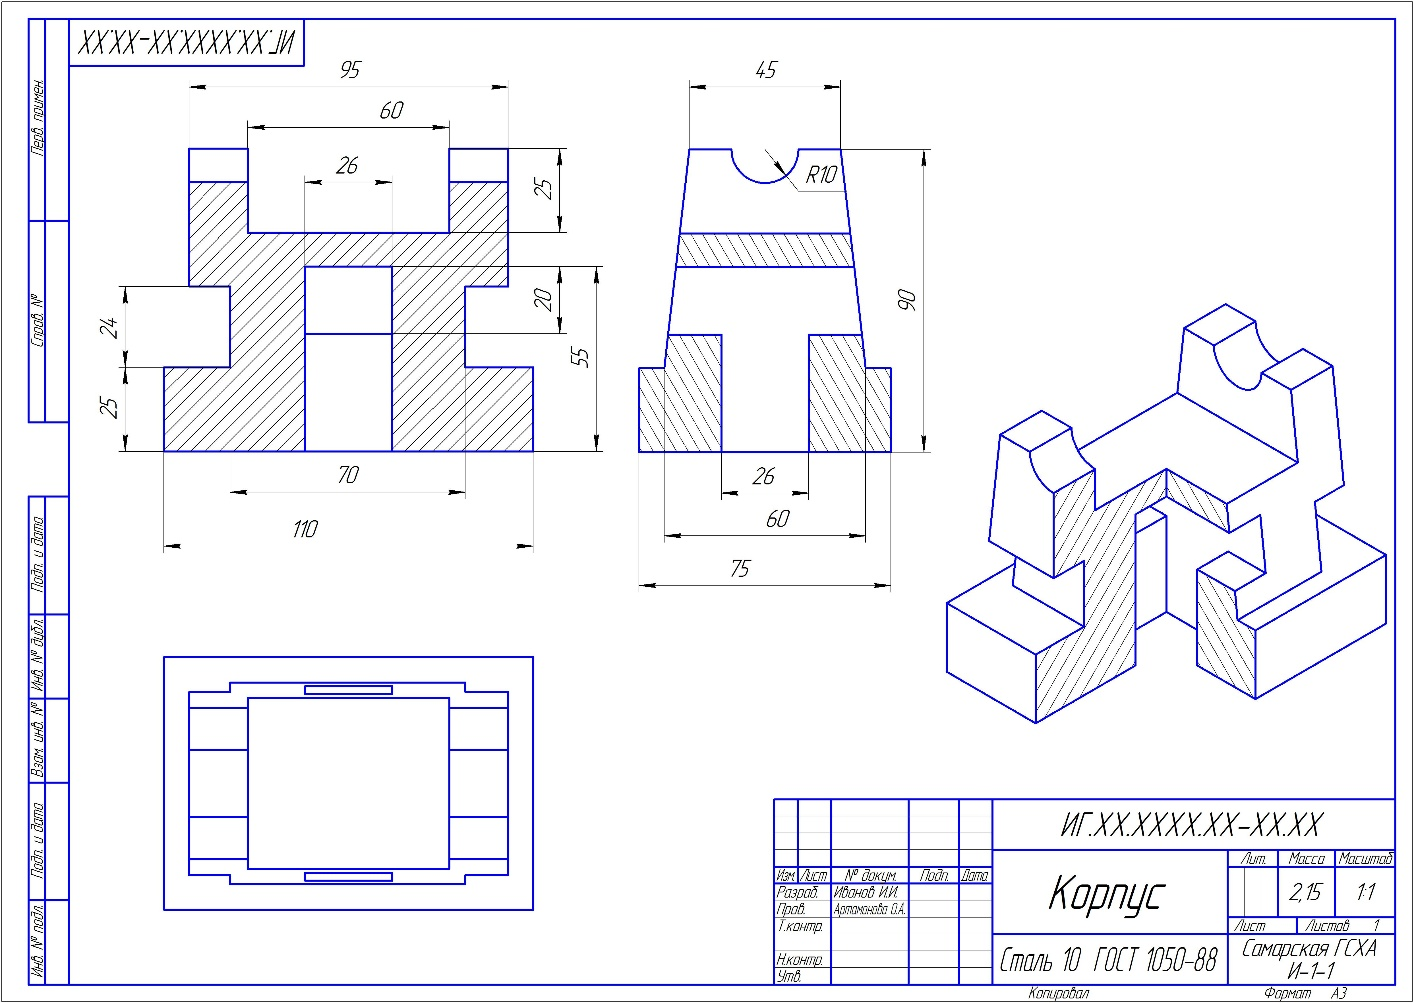 ИГ.XX.XXXX.XX-XX.XX
Перв. примен.
Справ. №
Подп. и дата
Инв. № дубл.
Взам. инв. №
Подп. и дата
Инв. № подл.
95
60
26
25
24
20
55
25
70
110
45
R10
90
26
60
75
ИГ.XX.XXXX.XX-XX.XX
Изм. Лист № докум. Подп. Дата
Разраб. Иванов И.И.
Пров. Артамонова О.А.
Т.контр.
Н.контр.
Утв.
Корпус
Лит. Масса Масштаб
2,15 1:1
Лист Листов 1
Сталь 10 ГОСТ 1050-88
Самарская ГСХА
И-1-1
Копировал Формат А3